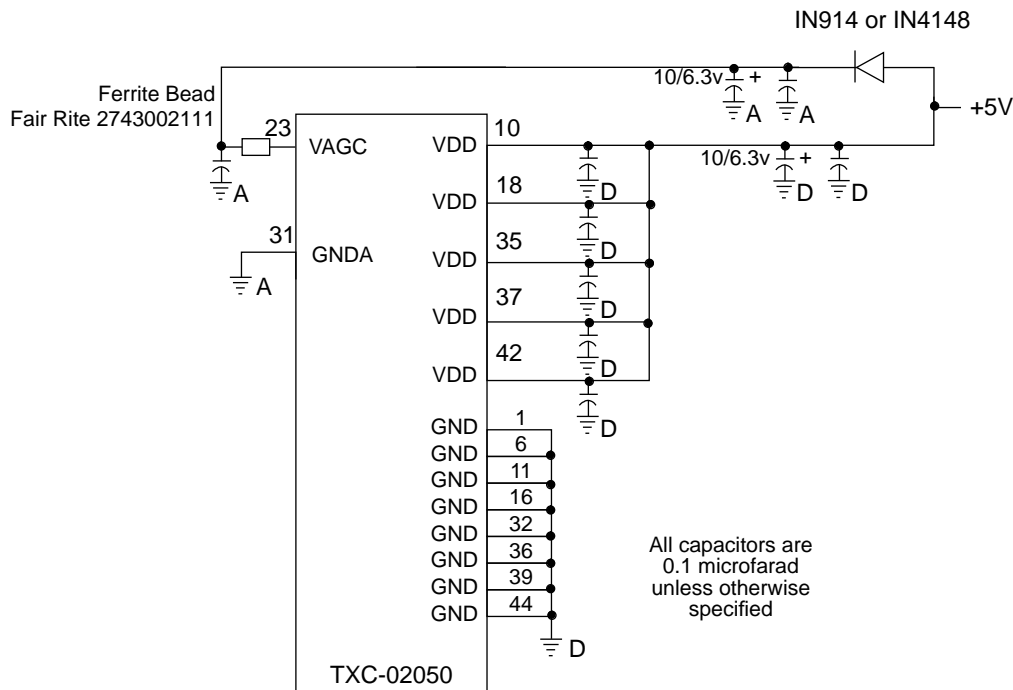 IN914 or IN4148
10/6.3v +
A
A
+5V
Ferrite Bead
Fair Rite 2743002111
23
VAGC
A
31
GNDA
A
VDD
10
D
10/6.3v +
D
D
VDD
18
D
VDD
35
D
VDD
37
D
VDD
42
D
GND
1
GND
6
GND
11
GND
16
GND
32
GND
36
GND
39
GND
44
D
All capacitors are
0.1 microfarad
unless otherwise
specified
TXC-02050